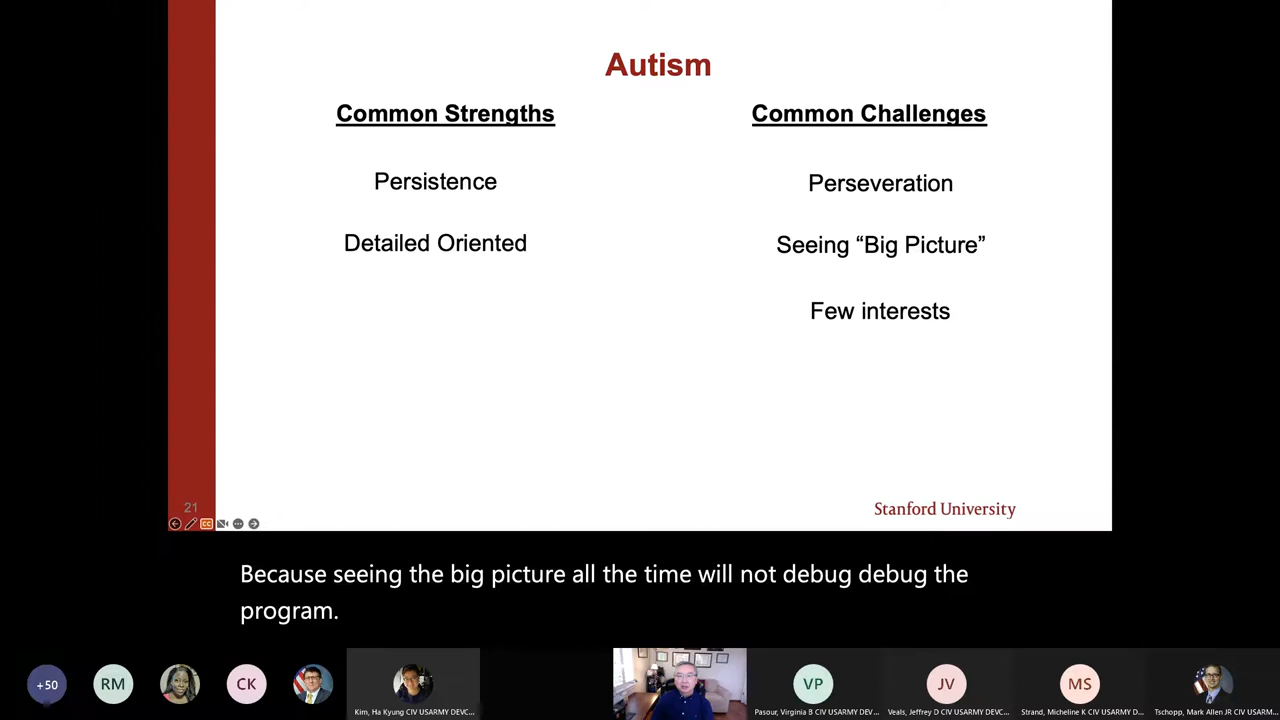 Autism
Common Strengths
Common Challenges
Persistence
Perseveration
Detailed Oriented
Seeing “Big Picture”
Few interests
21
Stanford University
CC
Because seeing the big picture all the time will not debug debug the
program.
+50
RM
CK
VP
JV
MS
Kim, Ha Kyung CIV USARMY DEVC...
Pasour, Virginia B CIV USARMY DEV...
Veals, Jeffrey D CIV USARMY DEVC...
Strand, Micheline K CIV USARMY D...
Tschopp, Mark Allen JR CIV USARM...